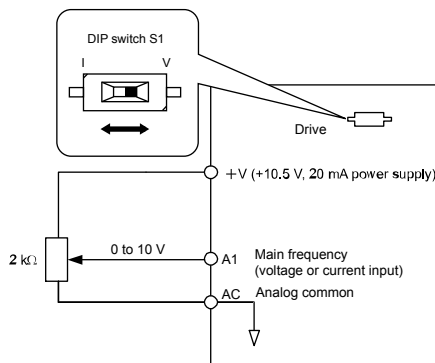 DIP switch S1
I V
Drive
+V (+10.5 V, 20 mA power supply)
2 kΩ
0 to 10 V
A1
Main frequency
(voltage or current input)
AC
Analog common